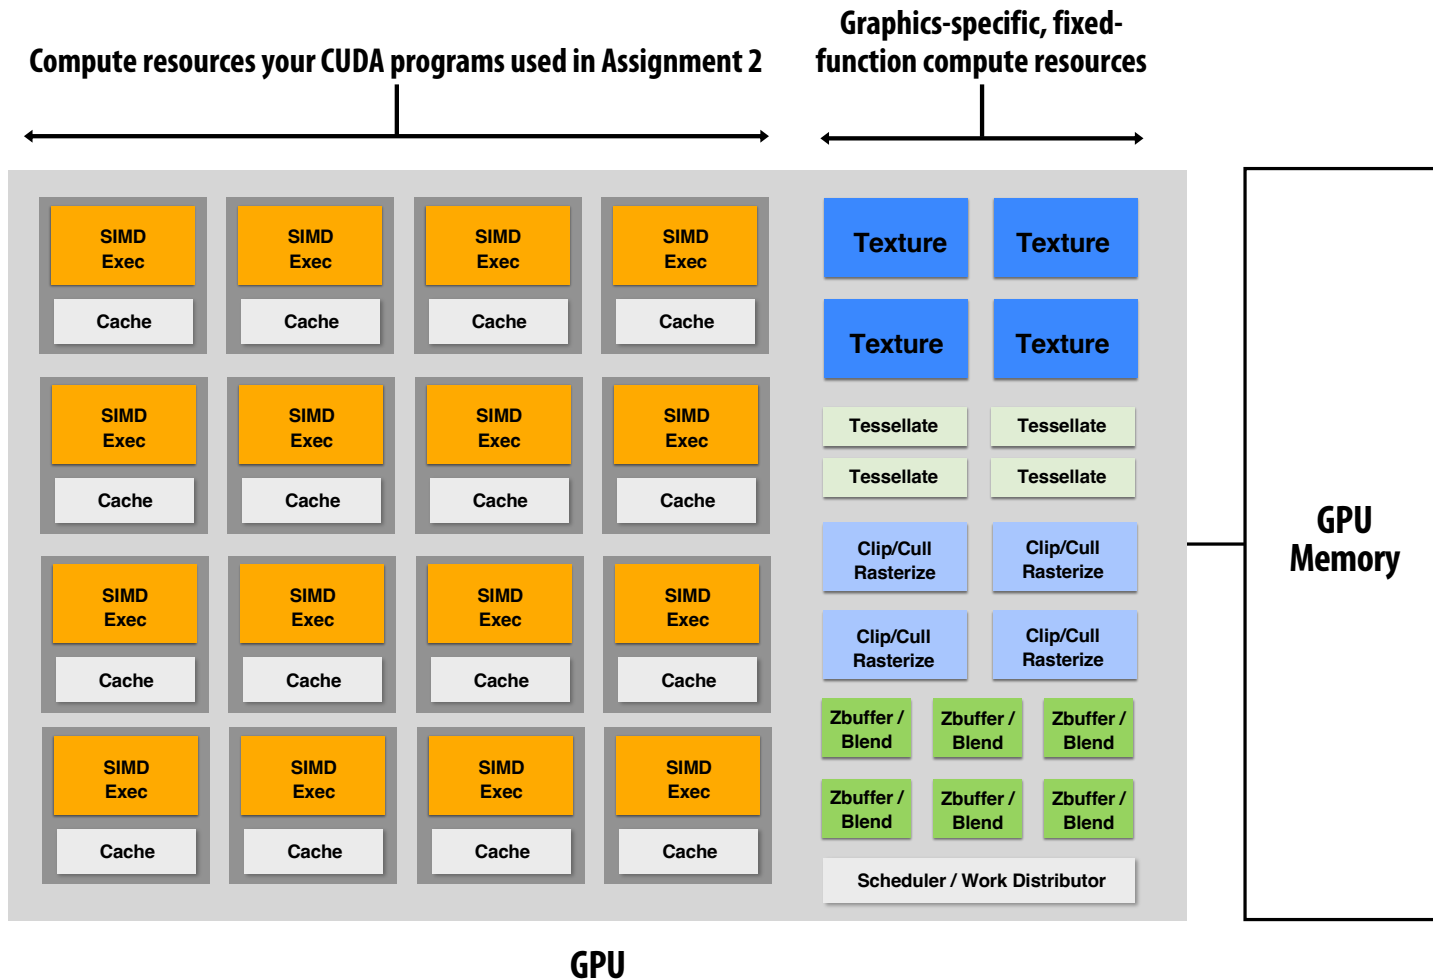 Compute resources your CUDA programs used in Assignment 2
Graphics-specific, fixed-
function compute resources
SIMD
Exec
Cache
SIMD
Exec
Cache
SIMD
Exec
Cache
SIMD
Exec
Cache
SIMD
Exec
Cache
SIMD
Exec
Cache
SIMD
Exec
Cache
SIMD
Exec
Cache
SIMD
Exec
Cache
SIMD
Exec
Cache
SIMD
Exec
Cache
SIMD
Exec
Cache
SIMD
Exec
Cache
SIMD
Exec
Cache
SIMD
Exec
Cache
SIMD
Exec
Cache
Texture
Texture
Texture
Texture
Tessellate
Tessellate
Tessellate
Tessellate
Clip/Cull
Rasterize
Clip/Cull
Rasterize
Clip/Cull
Rasterize
Clip/Cull
Rasterize
Zbuffer /
Blend
Zbuffer /
Blend
Zbuffer /
Blend
Zbuffer /
Blend
Zbuffer /
Blend
Zbuffer /
Blend
Scheduler / Work Distributor
GPU
Memory
GPU